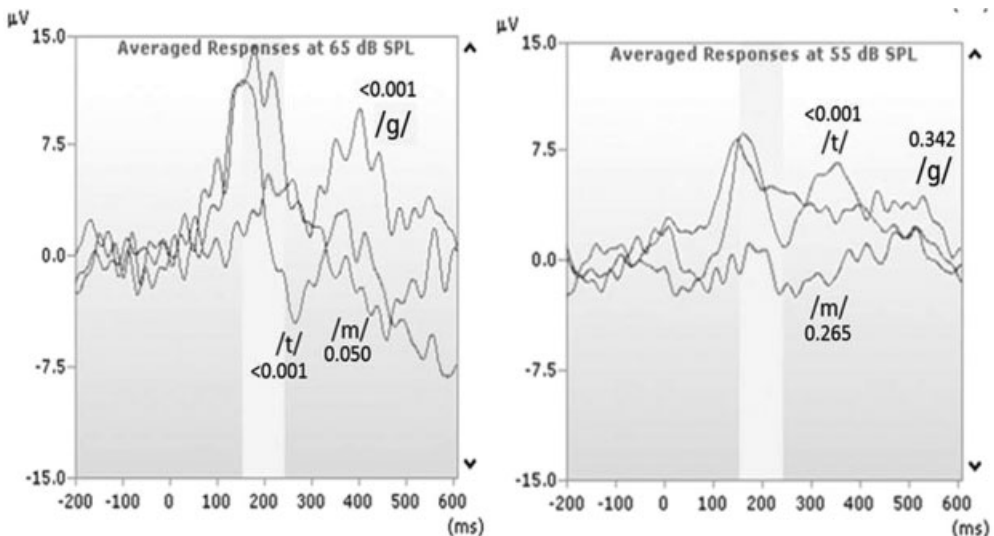 μV
Averaged Responses at 65 dB SPL
15.0
7.5
0.0
-7.5
-15.0
<0.001
/g/
/t/
<0.001
/m/
0.050
-200 -100 0 100 200 300 400 500 600
(ms)
μV
Averaged Responses at 55 dB SPL
15.0
7.5
0.0
-7.5
-15.0
<0.001
/t/
0.342
/g/
/m/
0.265
-200 -100 0 100 200 300 400 500 600
(ms)